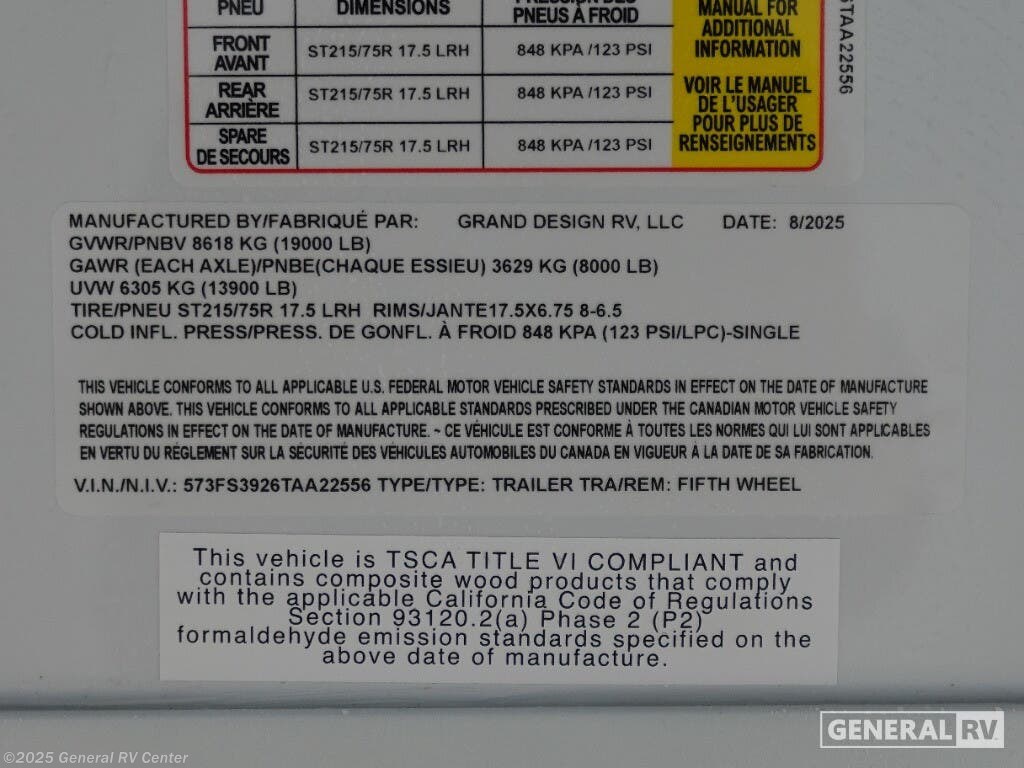 PNEU DIMENSIONS PNEUS À FROID
MANUAL FOR
ADDITIONAL
INFORMATION
FRONT
AVANT ST215/75R 17.5 LRH 848 KPA /123 PSI
REAR
ARRIÈRE ST215/75R 17.5 LRH 848 KPA /123 PSI
SPARE
DE SECOURS ST215/75R 17.5 LRH 848 KPA /123 PSI
VOIR LE MANUEL
DE L'USAGER
POUR PLUS DE
RENSEIGNEMENTS
TAA22556
MANUFACTURED BY/FABRIQUÉ PAR: GRAND DESIGN RV, LLC DATE: 8/2025
GVWR/PNBV 8618 KG (19000 LB)
GAWR (EACH AXLE)/PNBE(CHAQUE ESSIEU) 3629 KG (8000 LB)
UVW 6305 KG (13900 LB)
TIRE/PNEU ST215/75R 17.5 LRH RIMS/JANTE17.5X6.75 8-6.5
COLD INFL. PRESS/PRESS. DE GONFL. À FROID 848 KPA (123 PSI/LPC)-SINGLE
THIS VEHICLE CONFORMS TO ALL APPLICABLE U.S. FEDERAL MOTOR VEHICLE SAFETY STANDARDS IN EFFECT ON THE DATE OF MANUFACTURE
SHOWN ABOVE. THIS VEHICLE CONFORMS TO ALL APPLICABLE STANDARDS PRESCRIBED UNDER THE CANADIAN MOTOR VEHICLE SAFETY
REGULATIONS IN EFFECT ON THE DATE OF MANUFACTURE. ~ CE VÉHICULE EST CONFORME À TOUTES LES NORMES QUI LUI SONT APPLICABLES
EN VERTU DU RÉGLEMENT SUR LA SÉCURITÉ DES VÉHICULES AUTOMOBILES DU CANADA EN VIGUEUR À LA DATE DE SA FABRICATION.
V.I.N./N.I.V.: 573FS3926TAA22556 TYPE/TYPE: TRAILER TRA/REM: FIFTH WHEEL
This vehicle is TSCA TITLE VI COMPLIANT and
contains composite wood products that comply
with the applicable California Code of Regulations
Section 93120.2(a) Phase 2 (P2)
formaldehyde emission standards specified on the
above date of manufacture.
GENERAL RV
©2025 General RV Center